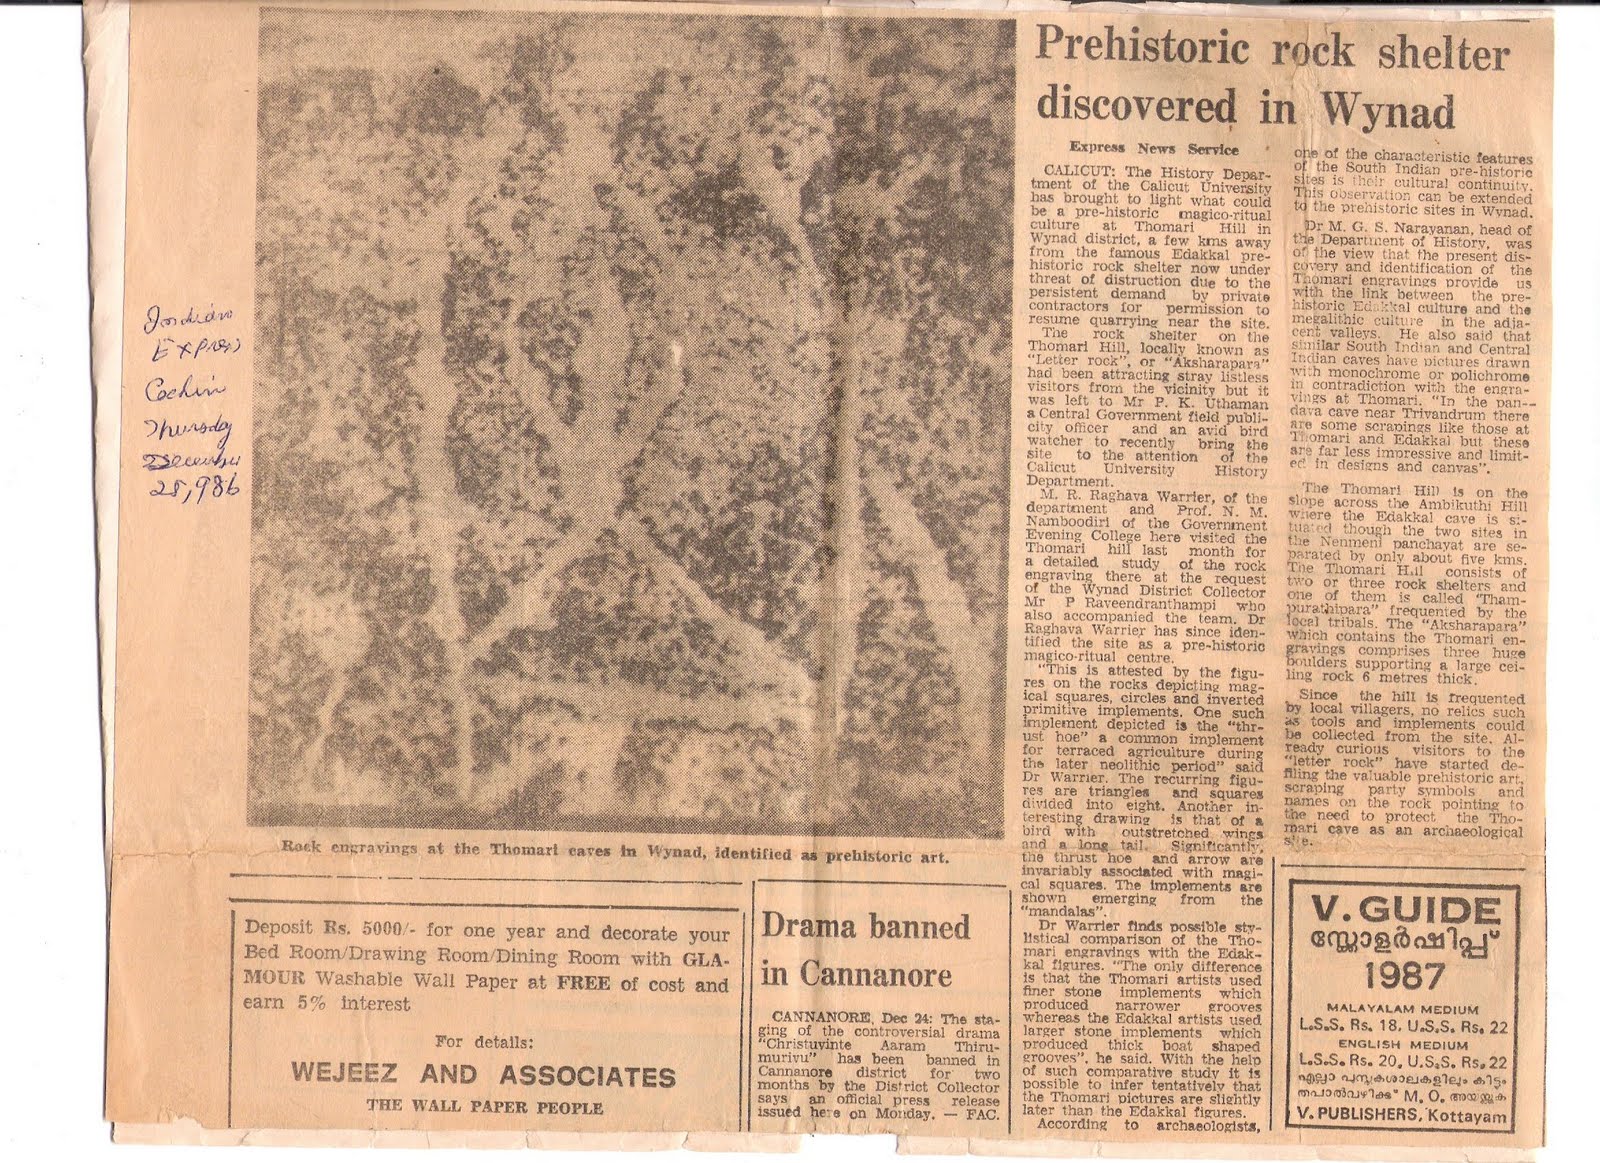 Indian
Express
Cochin
Thursday
December
25, 1986
Rock engravings at the Thomari caves in Wynad, identified as prehistoric art.
Prehistoric rock shelter
discovered in Wynad
Express News Service
CALICUT: The History Depar-
tment of the Calicut University
has brought to light what could
be a pre-historic magico-ritual
culture at Thomari Hill in
Wynad district, a few kms away
from the famous Edakkal pre-
historic rock shelter now under
threat of distruction due to the
persistent demand by private
contractors for permission to
resume quarrying near the site.
The rock shelter on the
Thomari Hill, locally known as
"Letter rock", or "Aksharapara"
had been attracting stray listless
visitors from the vicinity but it
was left to Mr P. K. Uthaman
a Central Government field publi-
city officer and an avid bird
watcher to recently bring the
site to the attention of the
Calicut University History
Department.
M. R. Raghava Warrier, of the
department and Prof. N. M.
Namboodiri of the Government
Evening College here visited the
Thomari hill last month for
a detailed study of the rock
engraving there at the request
of the Wynad District Collector
Mr P Raveendranthampi who
also accompanied the team. Dr
Raghava Warrier has since iden-
tified the site as a pre-historic
magico-ritual centre.
"This is attested by the figu-
res on the rocks depicting mag-
ical squares, circles and inverted
primitive implements. One such
implement depicted is the "thr-
ust hoe" a common implement
for terraced agriculture during
the later neolithic period" said
Dr Warrier. The recurring figu-
res are triangles and squares
divided into eight. Another in-
teresting drawing is that of a
bird with outstretched wings
and a long tail. Significantly,
the thrust hoe and arrow are
invariably associated with magi-
cal squares. The implements are
shown emerging from the
"mandalas".
Dr Warrier finds possible sty-
listical comparison of the Tho-
mari engravings with the Edak-
kal figures. "The only difference
is that the Thomari artists used
finer stone implements which
produced narrower grooves
whereas the Edakkal artists used
larger stone implements which
produced thick boat shaped
grooves", he said. With the help
of such comparative study it is
possible to infer tentatively that
the Thomari pictures are slightly
later than the Edakkal figures.
According to archaeologists,
one of the characteristic features
of the South Indian pre-historic
sites is their cultural continuity.
This observation can be extended
to the prehistoric sites in Wynad.
Dr M. G. S. Narayanan, head of
the Department of History, was
of the view that the present dis-
covery and identification of the
Thomari engravings provide us
with the link between the pre-
historic Edakkal culture and the
megalithic culture in the adja-
cent valleys. He also said that
similar South Indian and Central
Indian caves have pictures drawn
with monochrome or polichrome
in contradiction with the engra-
vings at Thomari. "In the pan--
dava cave near Trivandrum there
are some scrapings like those at
Thomari and Edakkal but these
are far less impressive and limit-
ed in designs and canvas".
The Thomari Hill is on the
slope across the Ambikuthi Hill
where the Edakkal cave is si-
tuated though the two sites in
the Nenmeni panchayat are se-
parated by only about five kms.
The Thomari Hill consists of
two or three rock shelters and
one of them is called 'Tham-
purathipara" frequented by the
local tribals. The "Aksharapara"
which contains the Thomari en-
gravings comprises three huge
boulders supporting a large cei-
ling rock 6 metres thick.
Since the hill is frequented
by local villagers, no relics such
as tools and implements could
be collected from the site. Al-
ready curious visitors to the
"letter rock" have started de-
filing the valuable prehistoric art,
scraping party symbols and
names on the rock pointing to
the need to protect the Tho-
mari cave as an archaeological
site.
Deposit Rs. 5000/- for one year and decorate your
Bed Room/Drawing Room/Dining Room with GLA-
MOUR Washable Wall Paper at FREE of cost and
earn 5% interest
For details:
WEJEEZ AND ASSOCIATES
THE WALL PAPER PEOPLE
Drama banned
in Cannanore
CANNANORE, Dec 24: The sta-
ging of the controversial drama
"Christuvinte Aaram Thiru-
murivu" has been banned in
Cannanore district for two
months by the District Collector
says an official press release
issued here on Monday. — FAC.
V. GUIDE
സ്കോളർഷിപ്പ്
1987
MALAYALAM MEDIUM
L.S.S. Rs. 18, U.S.S. Rs. 22
ENGLISH MEDIUM
L.S.S. Rs. 20, U.S.S. Rs. 22
എല്ലാ പുസ്തകശാലകളിലും കിട്ടും
തപാൽവഴിക്ക് M. O. അയയ്ക്കുക
V. PUBLISHERS, Kottayam